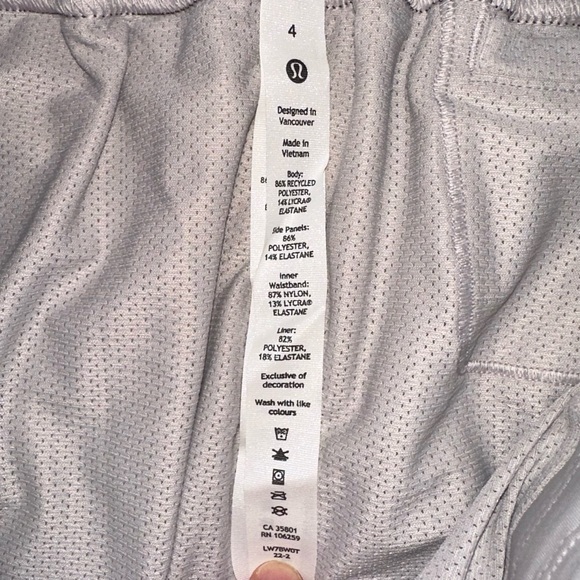 4
Designed in
Vancouver
Made in
Vietnam
Body:
86% RECYCLED
POLYESTER,
14% LYCRA®
ELASTANE
Side Panels:
86%
POLYESTER,
14% ELASTANE
Inner
Waistband:
87% NYLON,
13% LYCRA®
ELASTANE
Liner:
82%
POLYESTER,
18% ELASTANE
Exclusive of
decoration
Wash with like
colours
CA 35801
RN 106259
22-2